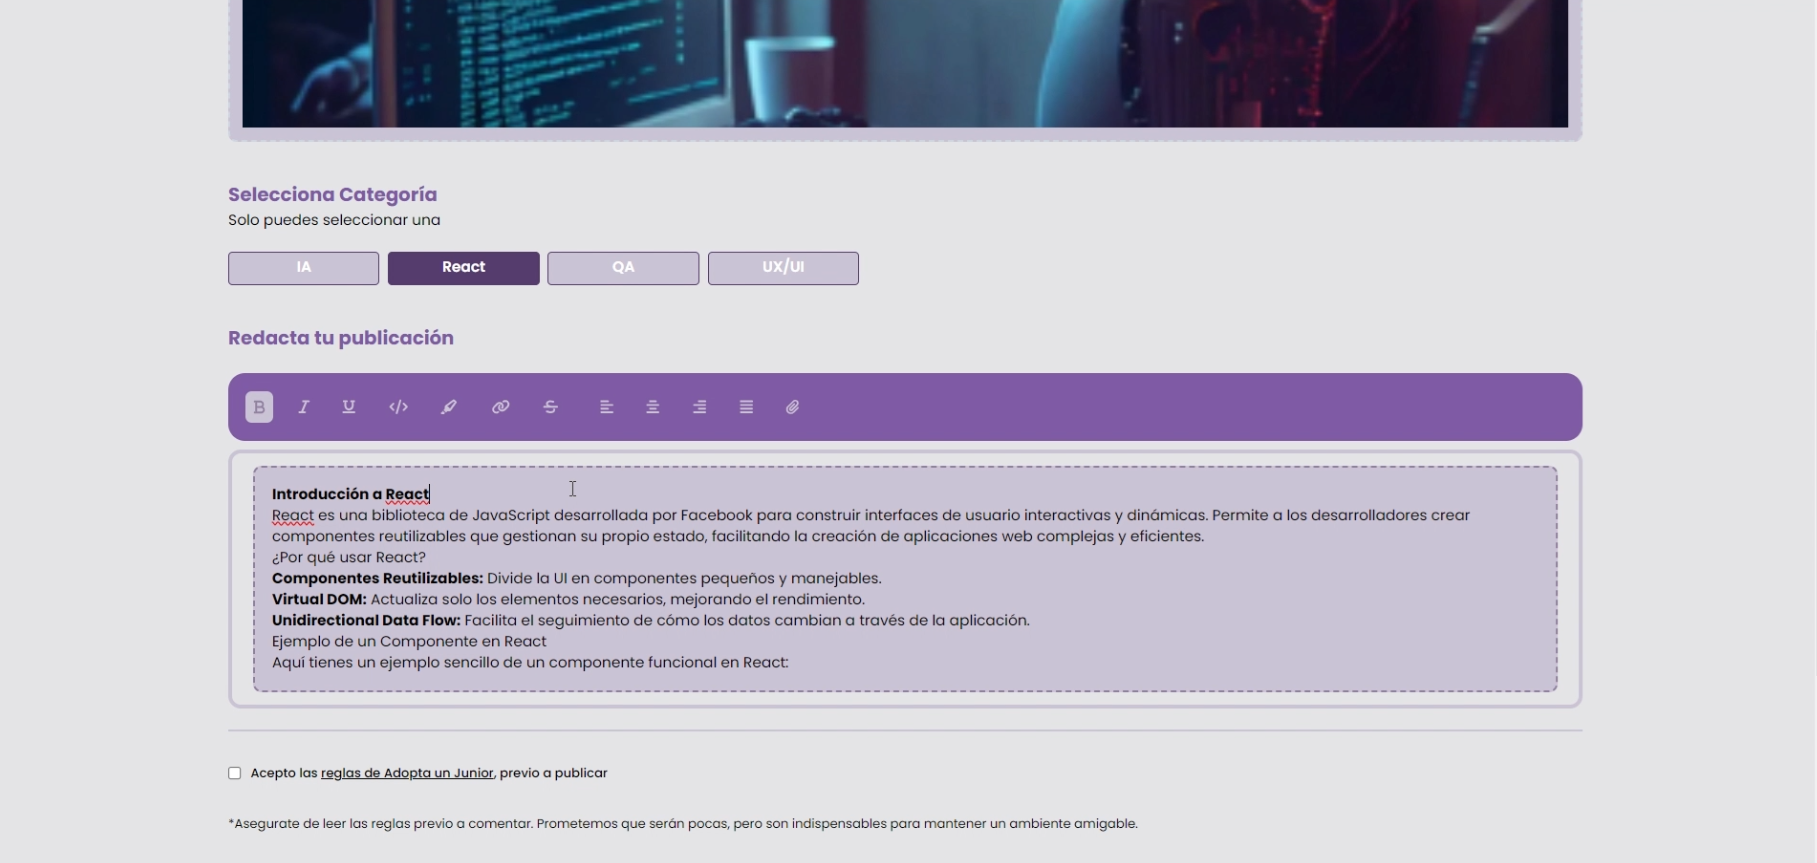 Selecciona Categoría
Solo puedes seleccionar una
IA React QA UX/UI
Redacta tu publicación
B I U </> S
Introducción a React
React es una biblioteca de JavaScript desarrollada por Facebook para construir interfaces de usuario interactivas y dinámicas. Permite a los desarrolladores crear
componentes reutilizables que gestionan su propio estado, facilitando la creación de aplicaciones web complejas y eficientes.
¿Por qué usar React?
Componentes Reutilizables: Divide la UI en componentes pequeños y manejables.
Virtual DOM: Actualiza solo los elementos necesarios, mejorando el rendimiento.
Unidirectional Data Flow: Facilita el seguimiento de cómo los datos cambian a través de la aplicación.
Ejemplo de un Componente en React
Aquí tienes un ejemplo sencillo de un componente funcional en React:
Acepto las reglas de Adopta un Junior, previo a publicar
*Asegurate de leer las reglas previo a comentar. Prometemos que serán pocas, pero son indispensables para mantener un ambiente amigable.